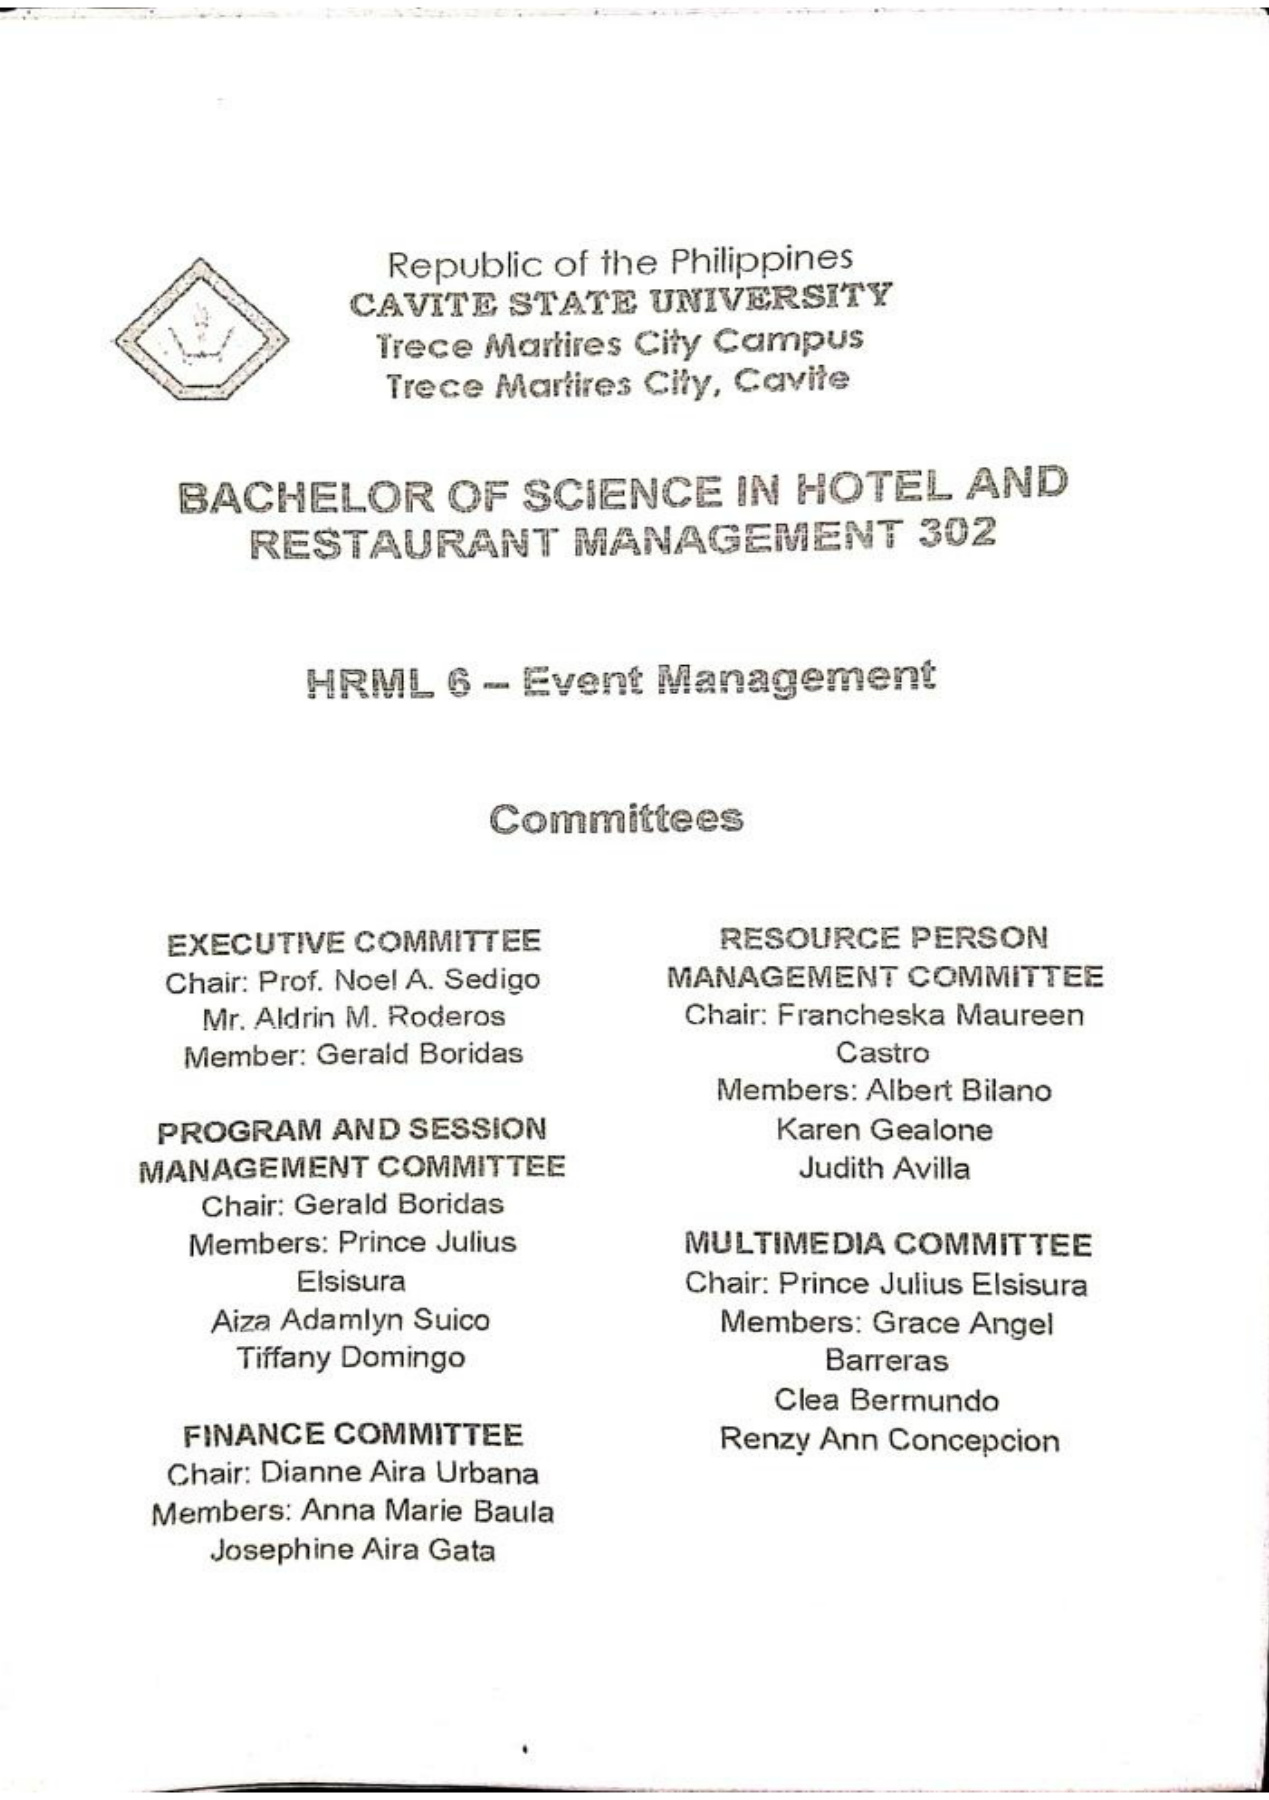 Republic of the Philippines
CAVITE STATE UNIVERSITY
Trece Martires City Campus
Trece Martires City, Cavite
BACHELOR OF SCIENCE IN HOTEL AND
RESTAURANT MANAGEMENT 302
HRML 6 – Event Management
Committees
EXECUTIVE COMMITTEE
Chair: Prof. Noel A. Sedigo
Mr. Aldrin M. Roderos
Member: Gerald Boridas
PROGRAM AND SESSION
MANAGEMENT COMMITTEE
Chair: Gerald Boridas
Members: Prince Julius
Elsisura
Aiza Adamlyn Suico
Tiffany Domingo
FINANCE COMMITTEE
Chair: Dianne Aira Urbana
Members: Anna Marie Baula
Josephine Aira Gata
RESOURCE PERSON
MANAGEMENT COMMITTEE
Chair: Francheska Maureen
Castro
Members: Albert Bilano
Karen Gealone
Judith Avilla
MULTIMEDIA COMMITTEE
Chair: Prince Julius Elsisura
Members: Grace Angel
Barreras
Clea Bermundo
Renzy Ann Concepcion